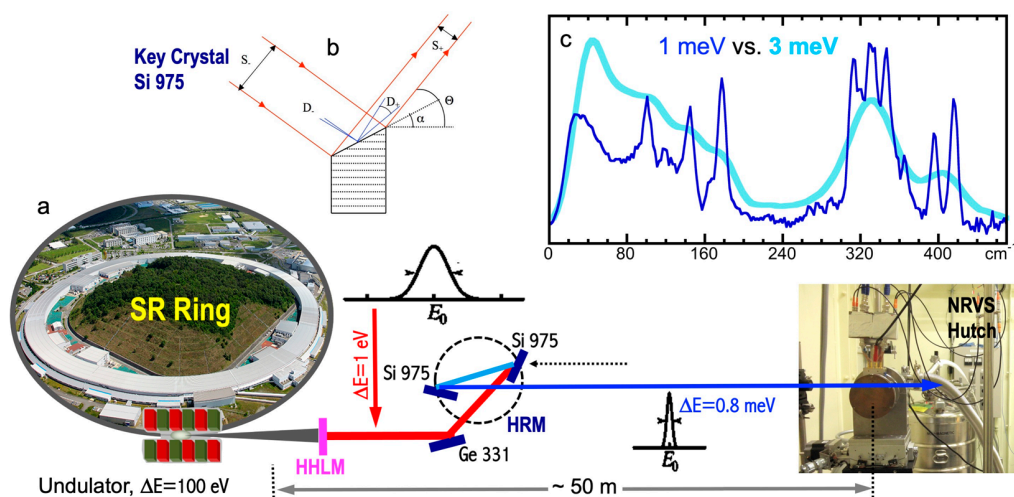 b
Key Crystal
Si 975
S-
S+
D-
D+
Θ
α
c
1 meV vs. 3 meV
0
80
160
240
320
400
cm-
a
SR Ring
E0
ΔE=1 eV
Si 975
Si 975
HRM
Ge 331
HHLM
Undulator, ΔE=100 eV
ΔE=0.8 meV
E0
NRVS
Hutch
~ 50 m